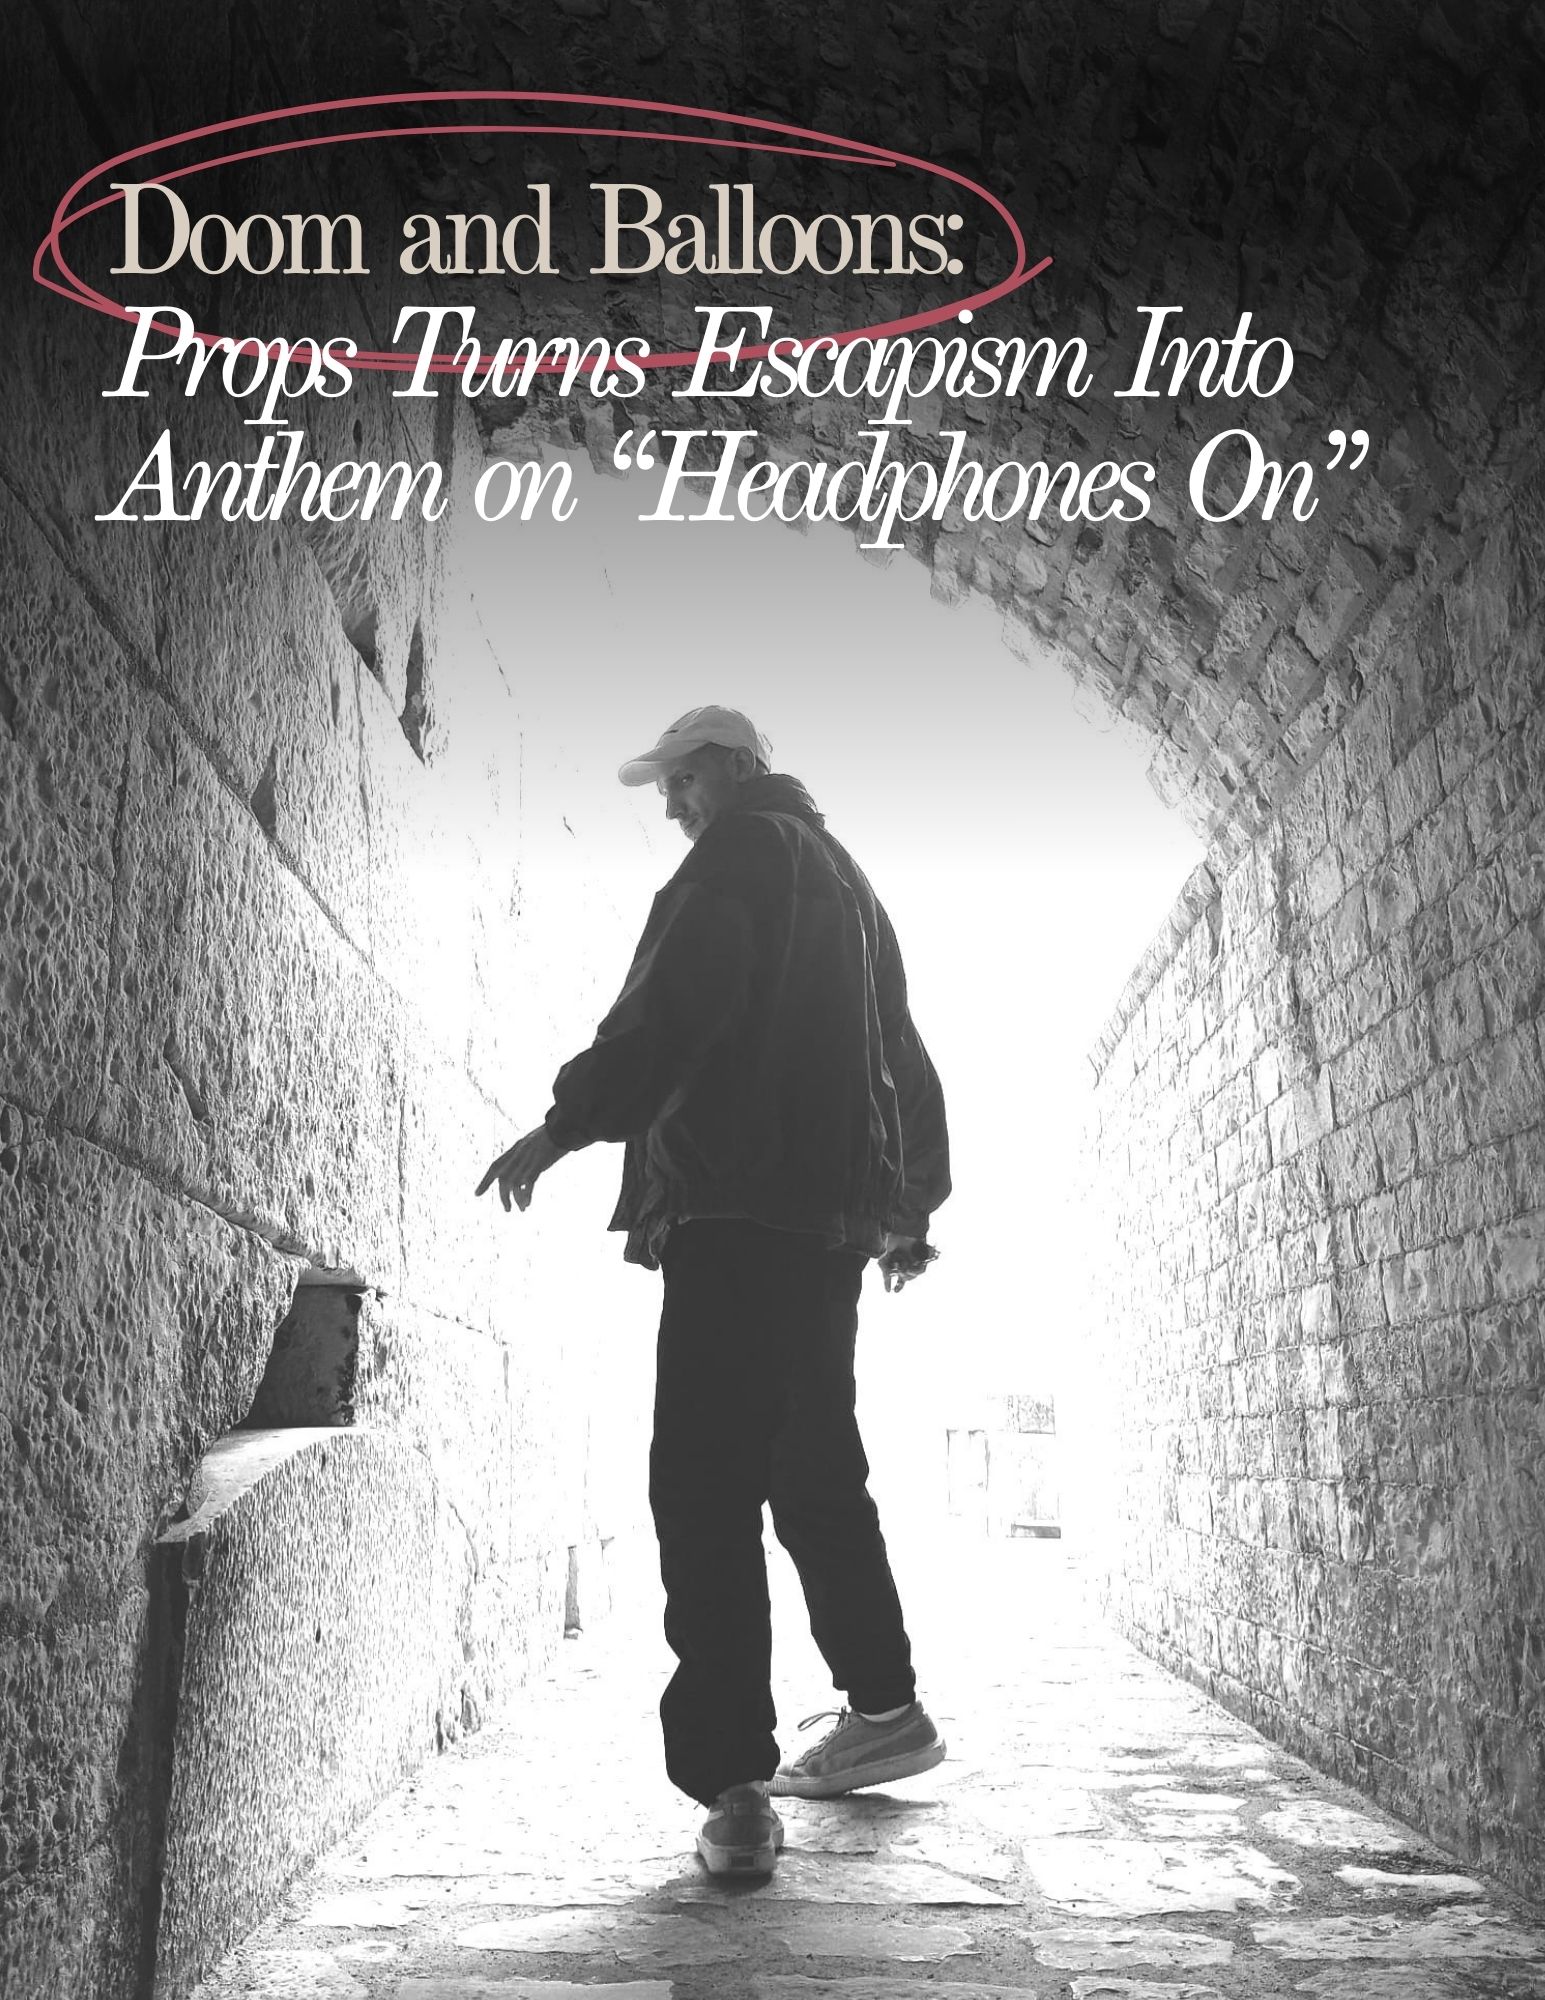 Doom and Balloons:
Props Turns Escapism Into
Anthem on “Headphones On”